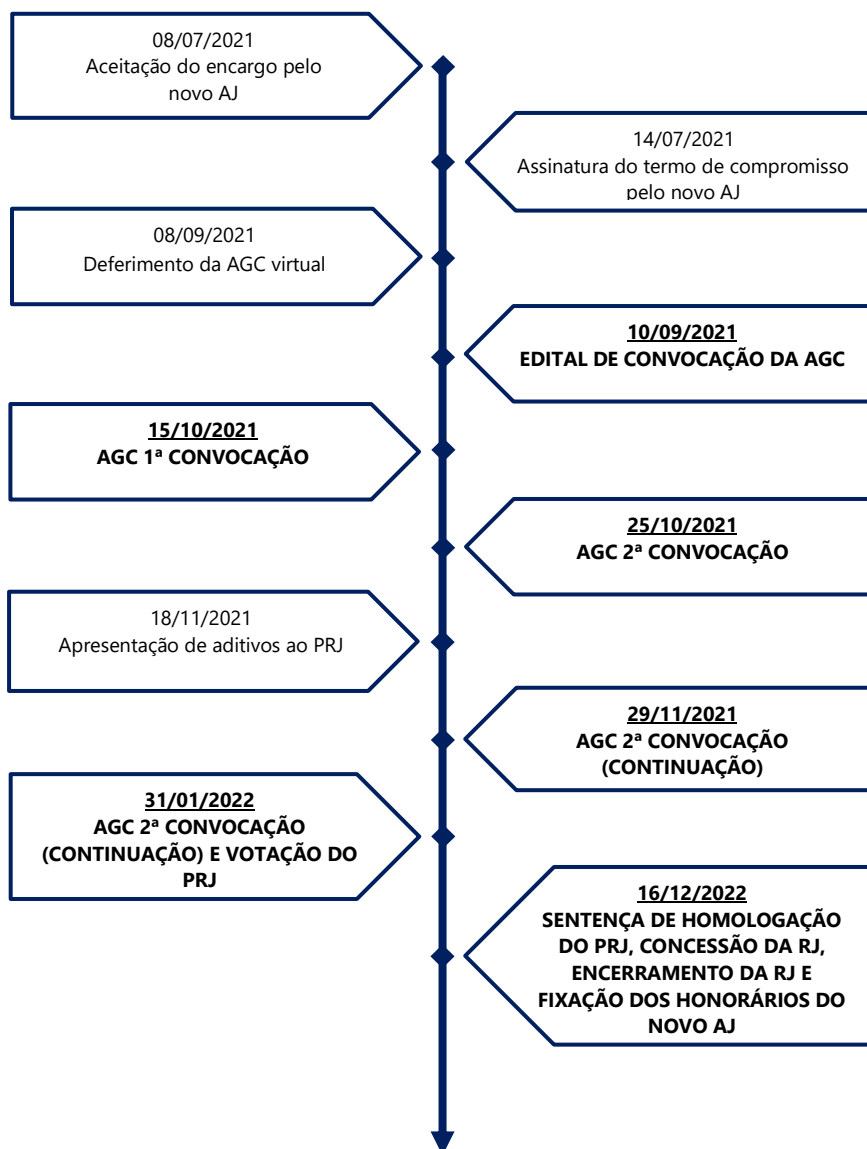 08/07/2021
Aceitação do encargo pelo
novo AJ
14/07/2021
Assinatura do termo de compromisso
pelo novo AJ
08/09/2021
Deferimento da AGC virtual
10/09/2021
EDITAL DE CONVOCAÇÃO DA AGC
15/10/2021
AGC 1ª CONVOCAÇÃO
25/10/2021
AGC 2ª CONVOCAÇÃO
18/11/2021
Apresentação de aditivos ao PRJ
29/11/2021
AGC 2ª CONVOCAÇÃO
(CONTINUAÇÃO)
31/01/2022
AGC 2ª CONVOCAÇÃO
(CONTINUAÇÃO) E VOTAÇÃO DO
PRJ
16/12/2022
SENTENÇA DE HOMOLOGAÇÃO
DO PRJ, CONCESSÃO DA RJ,
ENCERRAMENTO DA RJ E
FIXAÇÃO DOS HONORÁRIOS DO
NOVO AJ